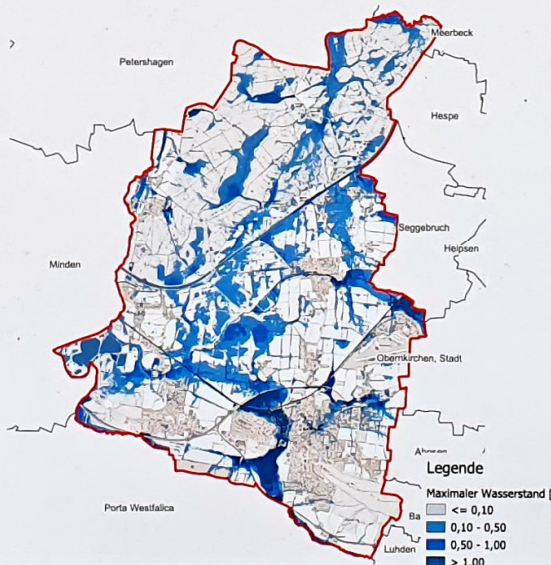 Meerbeck
Petershagen
Hespe
Seggebruch
Helpsen
Minden
Obernkirchen, Stadt
Ahnsen
Legende
Maximaler Wasserstand [
<= 0,10
Ba
0,10 - 0,50
0,50 - 1,00
> 1,00
Porta Westfalica
Luhden